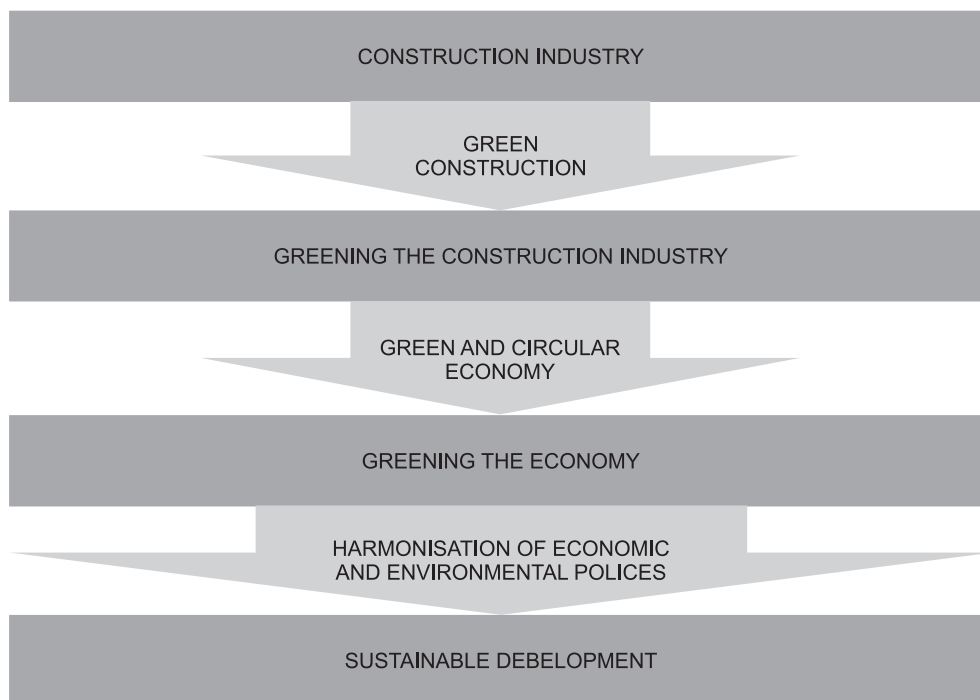 CONSTRUCTION INDUSTRY
GREEN
CONSTRUCTION
GREENING THE CONSTRUCTION INDUSTRY
GREEN AND CIRCULAR
ECONOMY
GREENING THE ECONOMY
HARMONISATION OF ECONOMIC
AND ENVIRONMENTAL POLICES
SUSTAINABLE DEBELOPMENT